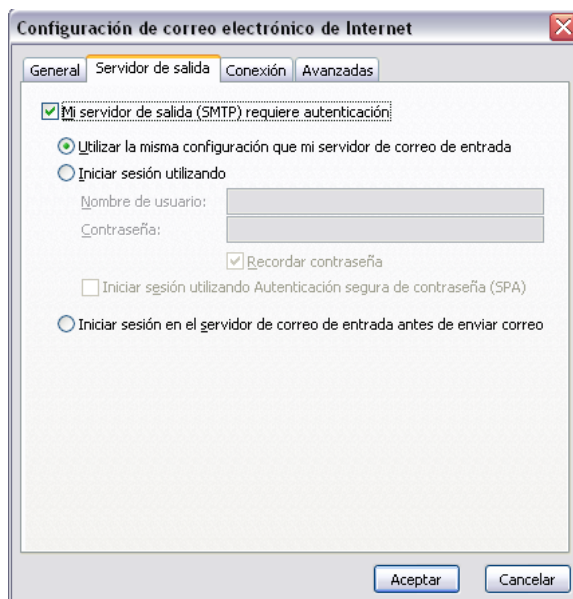 Configuración de correo electrónico de Internet
General Servidor de salida Conexión Avanzadas
Mi servidor de salida (SMTP) requiere autenticación
Utilizar la misma configuración que mi servidor de correo de entrada
Iniciar sesión utilizando
Nombre de usuario:
Contraseña:
Recordar contraseña
Iniciar sesión utilizando Autenticación segura de contraseña (SPA)
Iniciar sesión en el servidor de correo de entrada antes de enviar correo
Aceptar Cancelar